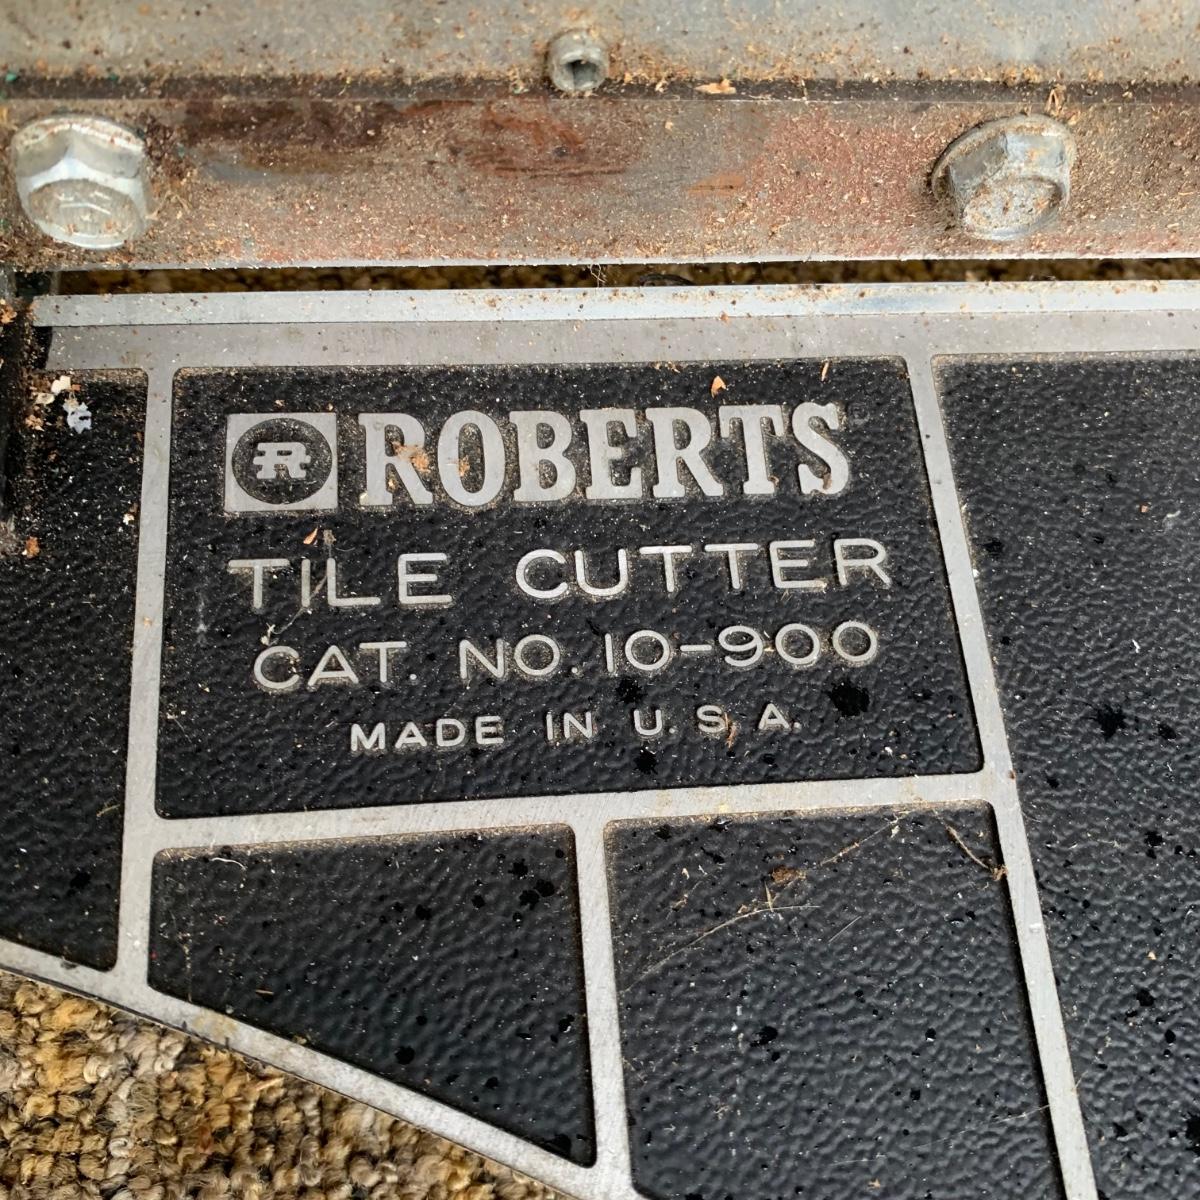 R ROBERTS
TILE CUTTER
CAT. NO. 10-900
MADE IN U.S.A.